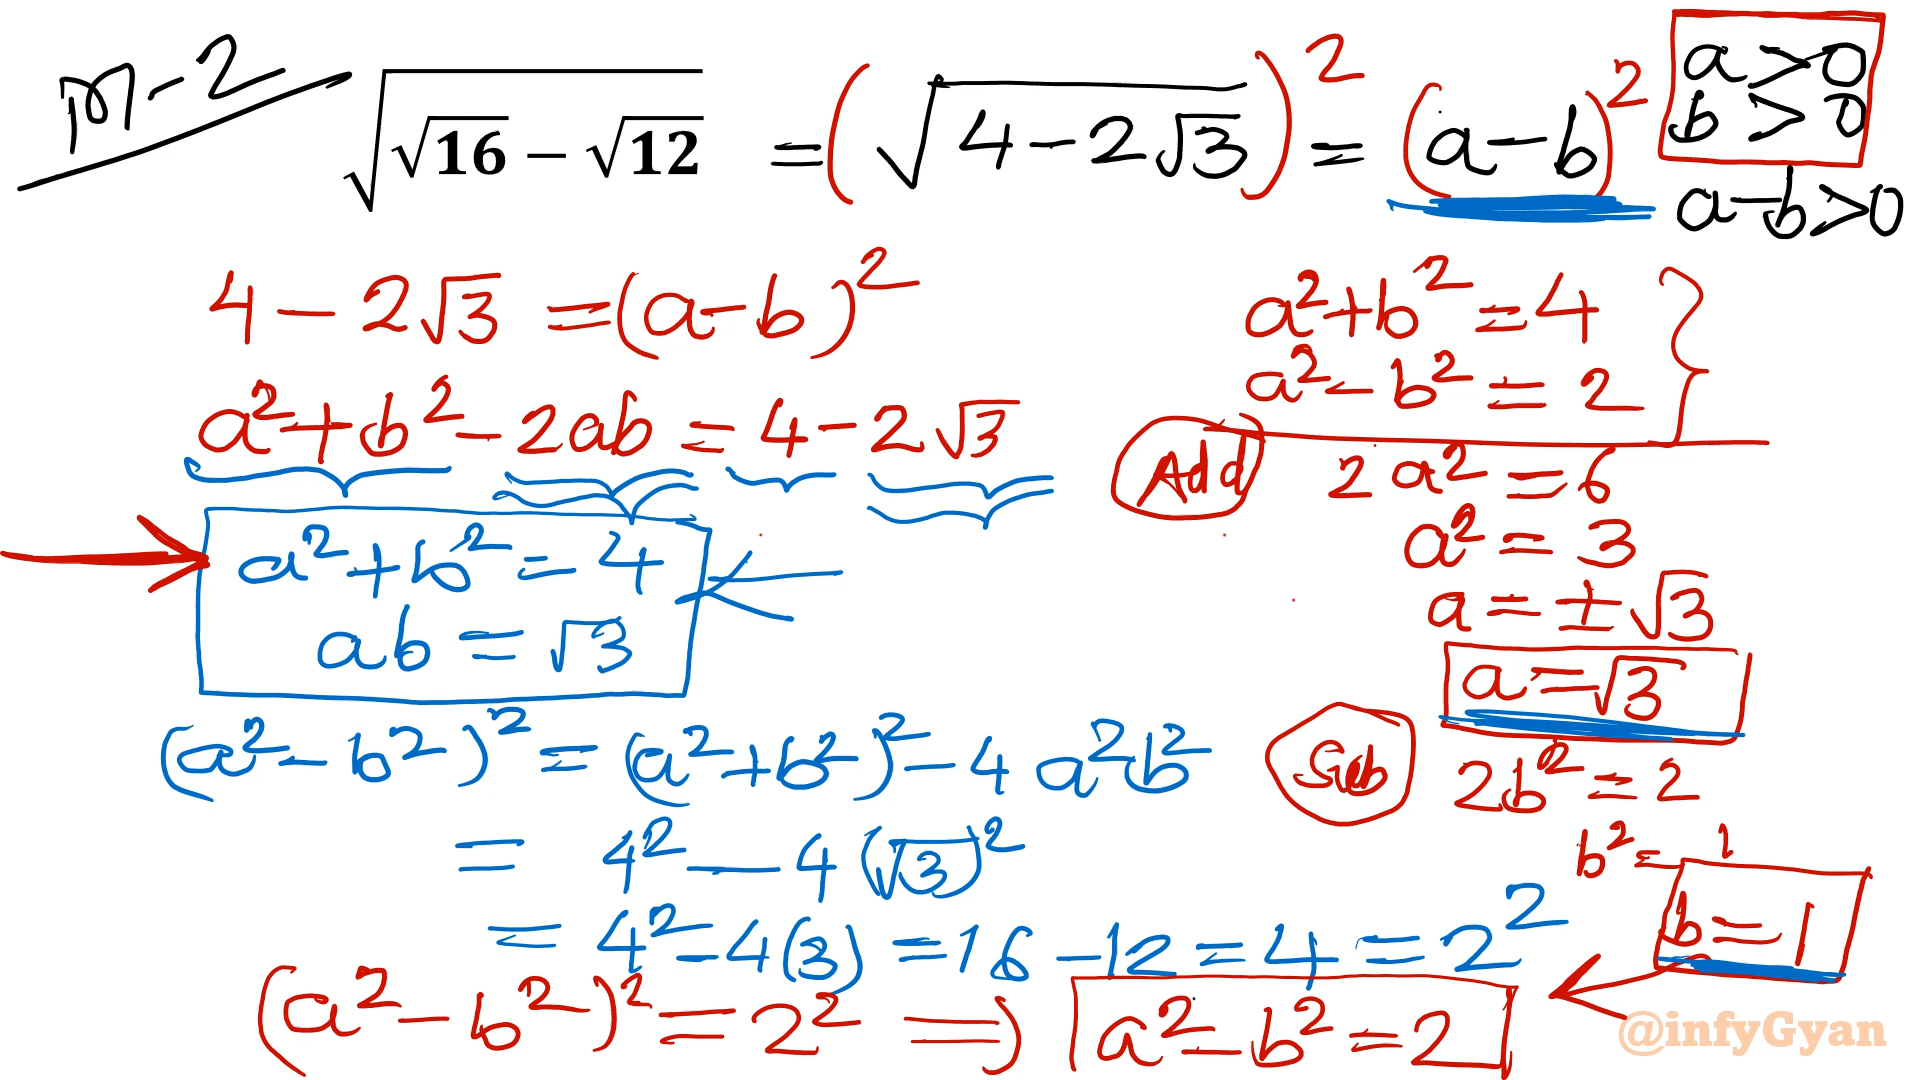 M-2
√(√16 − √12) = (√(4 − 2√3))² = (a−b)²
a > 0
b > 0
a−b > 0
4 − 2√3 = (a−b)²
a² + b² − 2ab = 4 − 2√3
a² + b² = 4
ab = √3
(a² − b²)² = (a² + b²)² − 4a²b²
= 4² − 4(√3)²
= 4² − 4(3) = 16 − 12 = 4 = 2²
(a² − b²)² = 2² ⇒ a² − b² = 2
a² + b² = 4
a² − b² = 2
Add 2a² = 6
a² = 3
a = ±√3
a = √3
Sub 2b² = 2
b² = 1
b = 1
@infyGyan